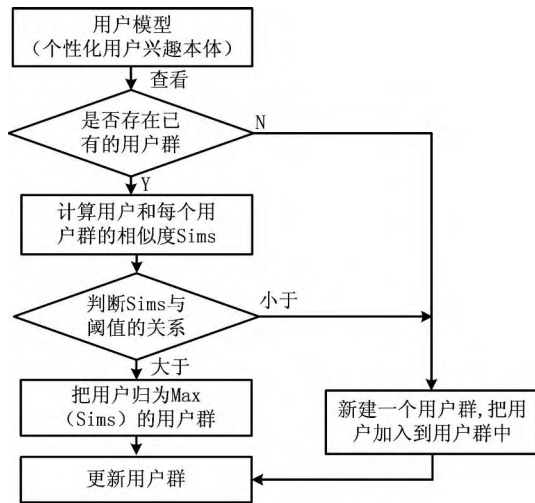 用户模型
（个性化用户兴趣本体）
查看
是否存在已
有的用户群
N
Y
计算用户和每个用
户群的相似度Sims
判断Sims与
阈值的关系
小于
大于
把用户归为Max
（Sims）的用户群
新建一个用户群,把用
户加入到用户群中
更新用户群